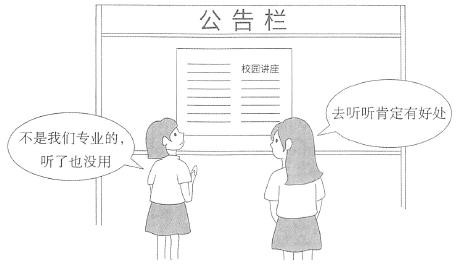 公告栏
校园讲座
不是我们专业的，
听了也没用
去听听肯定有好处